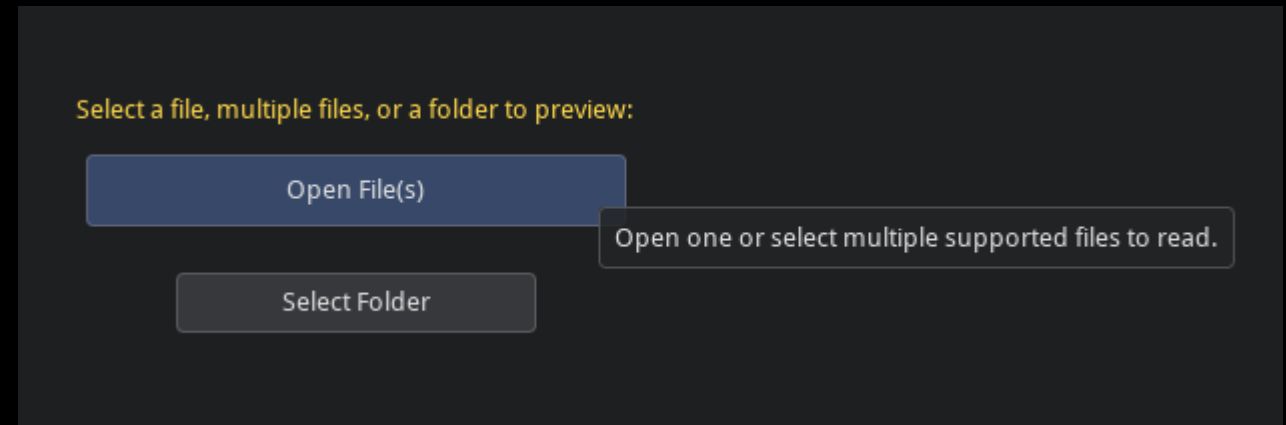 Select a file, multiple files, or a folder to preview:
Open File(s)
Open one or select multiple supported files to read.
Select Folder